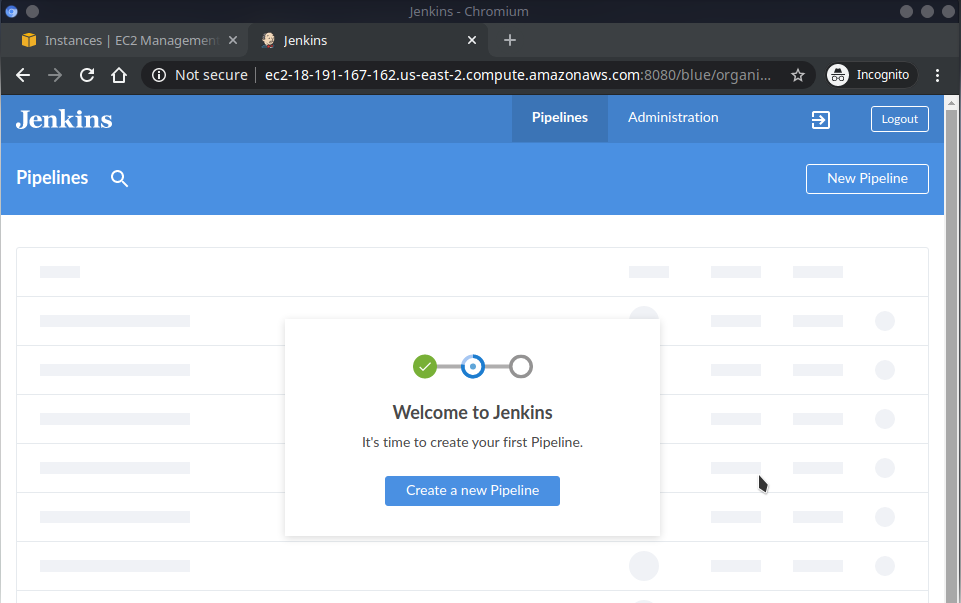 Jenkins - Chromium
Instances | EC2 Management
Jenkins
Not secure
ec2-18-191-167-162.us-east-2.compute.amazonaws.com:8080/blue/organi...
Incognito
Jenkins
Pipelines
Administration
Logout
Pipelines
New Pipeline
Welcome to Jenkins
It's time to create your first Pipeline.
Create a new Pipeline